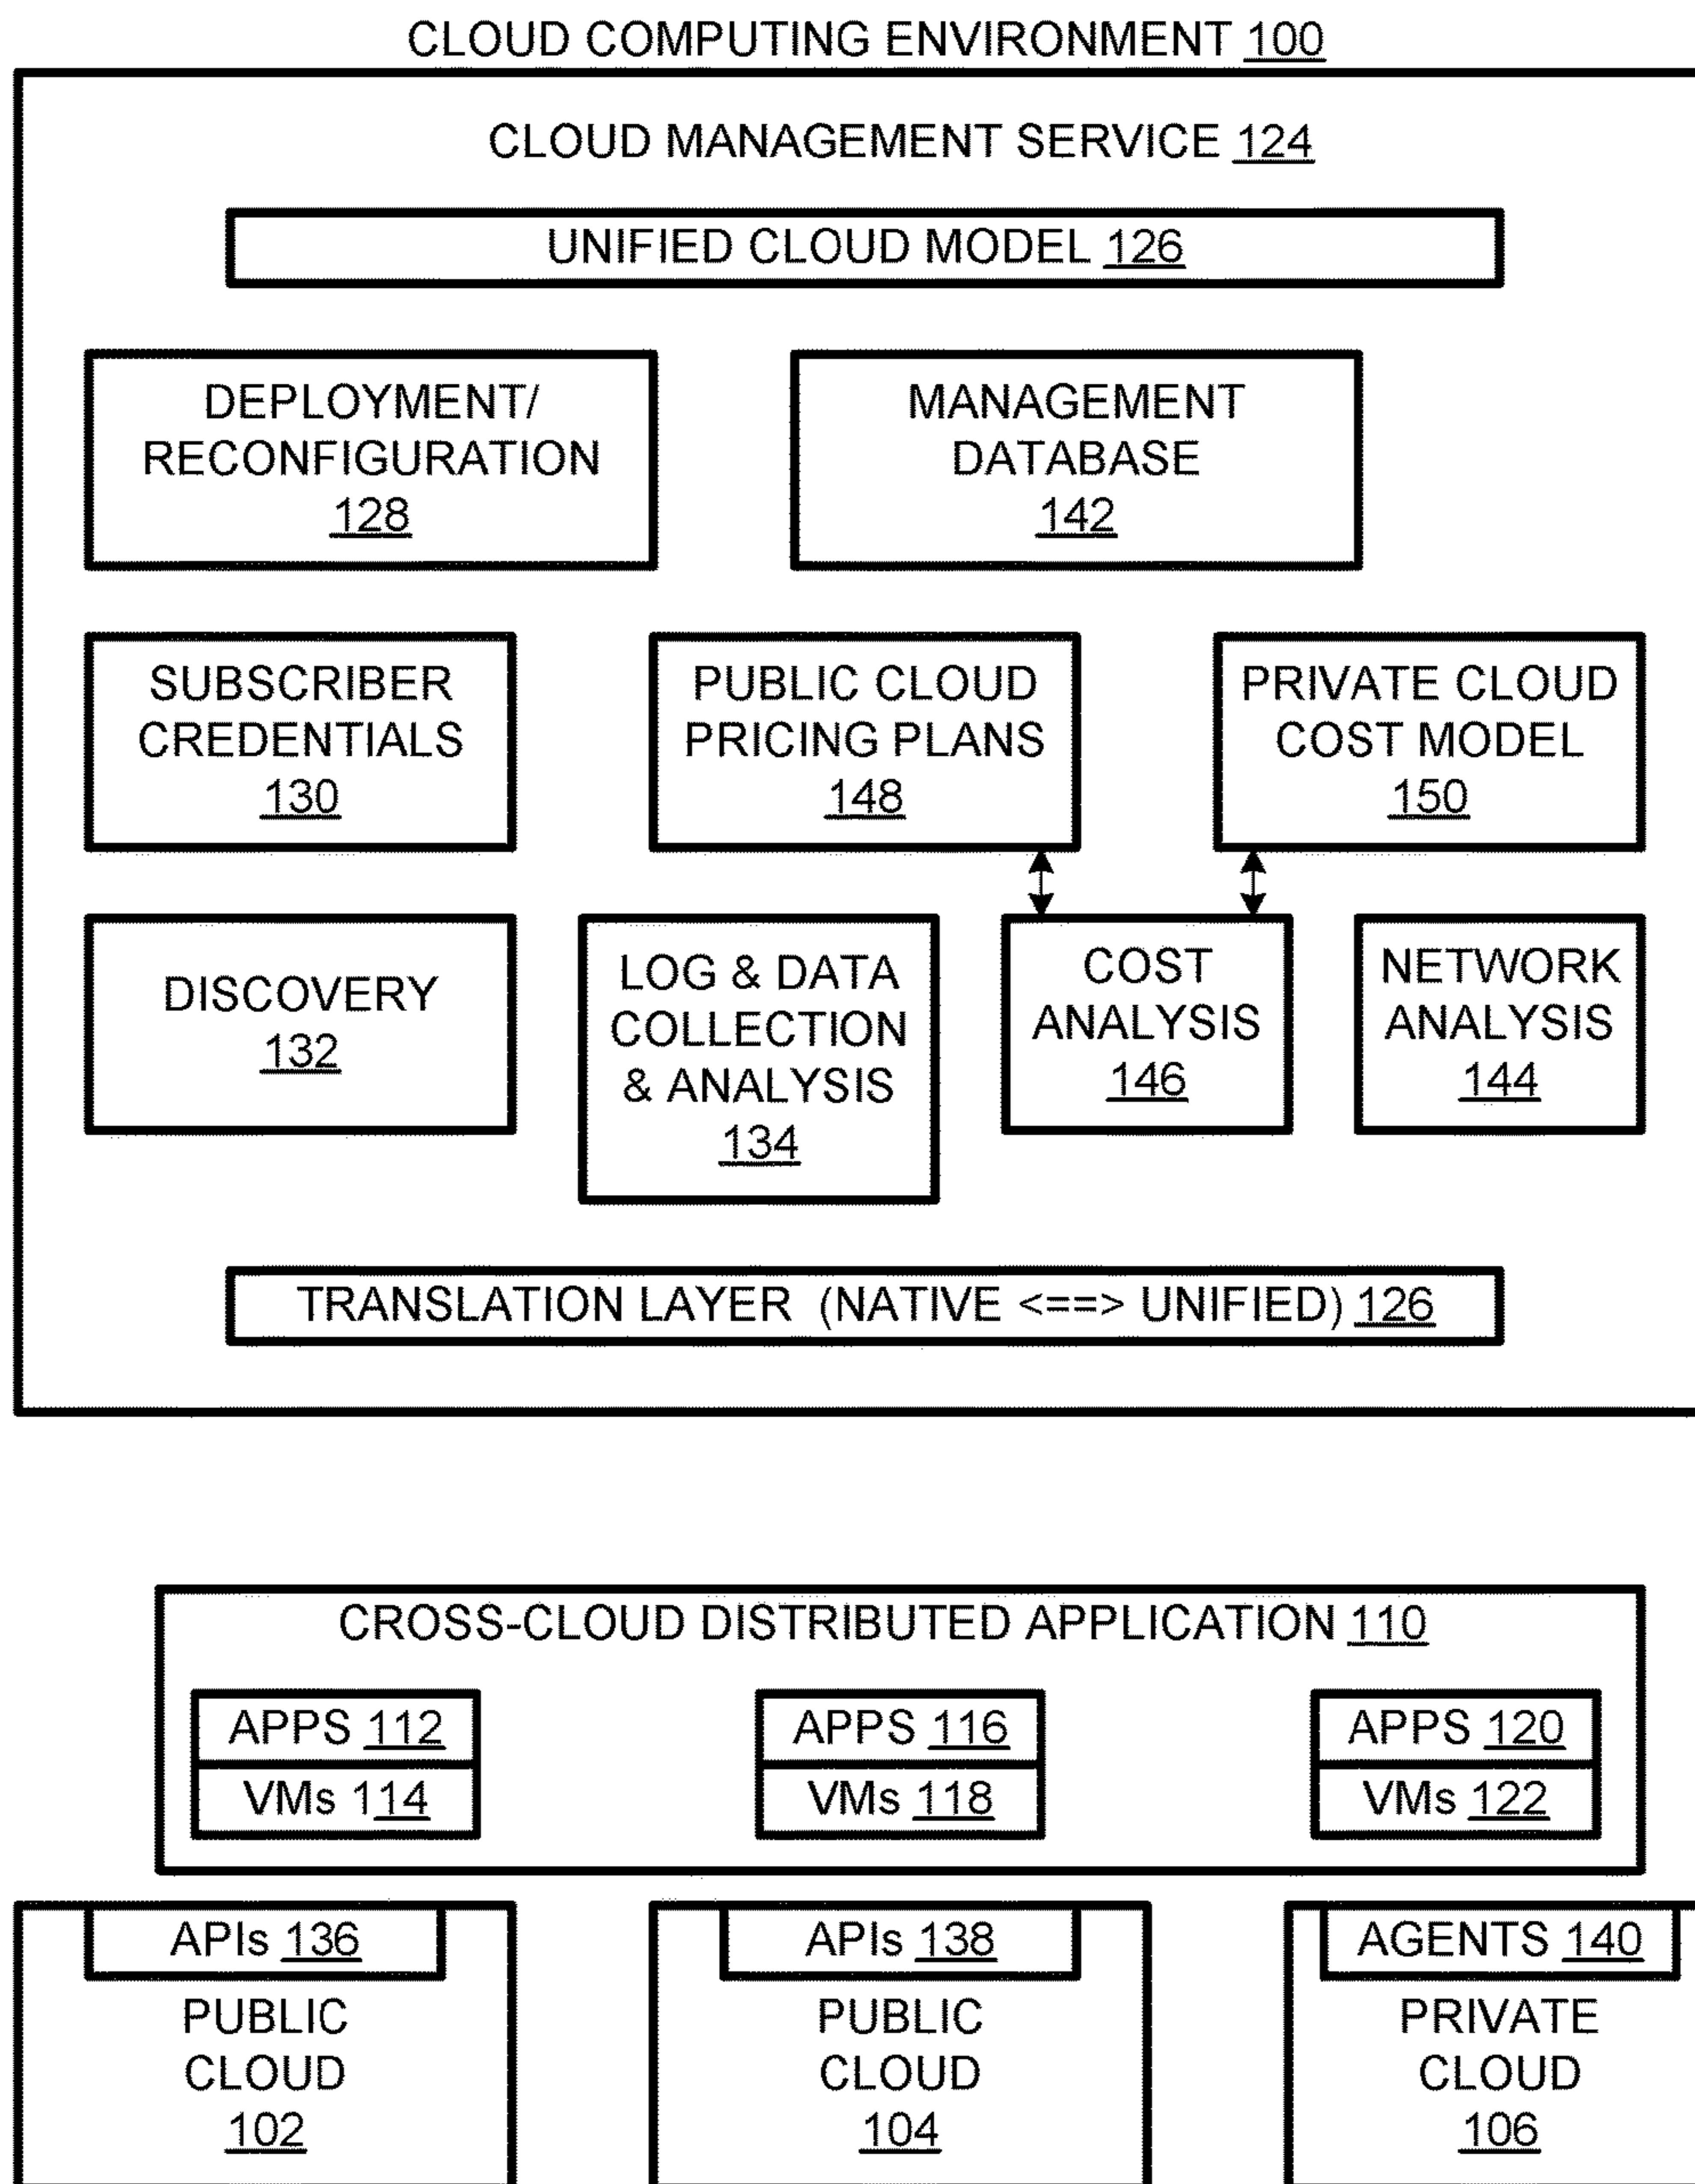 CLOUD COMPUTING ENVIRONMENT 100
CLOUD MANAGEMENT SERVICE 124
UNIFIED CLOUD MODEL 126
DEPLOYMENT/
RECONFIGURATION
128
MANAGEMENT
DATABASE
142
SUBSCRIBER
CREDENTIALS
130
PUBLIC CLOUD
PRICING PLANS
148
PRIVATE CLOUD
COST MODEL
150
DISCOVERY
132
LOG & DATA
COLLECTION
& ANALYSIS
134
COST
ANALYSIS
146
NETWORK
ANALYSIS
144
TRANSLATION LAYER (NATIVE <==> UNIFIED) 126
CROSS-CLOUD DISTRIBUTED APPLICATION 110
APPS 112
VMs 114
APPS 116
VMs 118
APPS 120
VMs 122
APIs 136
PUBLIC
CLOUD
102
APIs 138
PUBLIC
CLOUD
104
AGENTS 140
PRIVATE
CLOUD
106